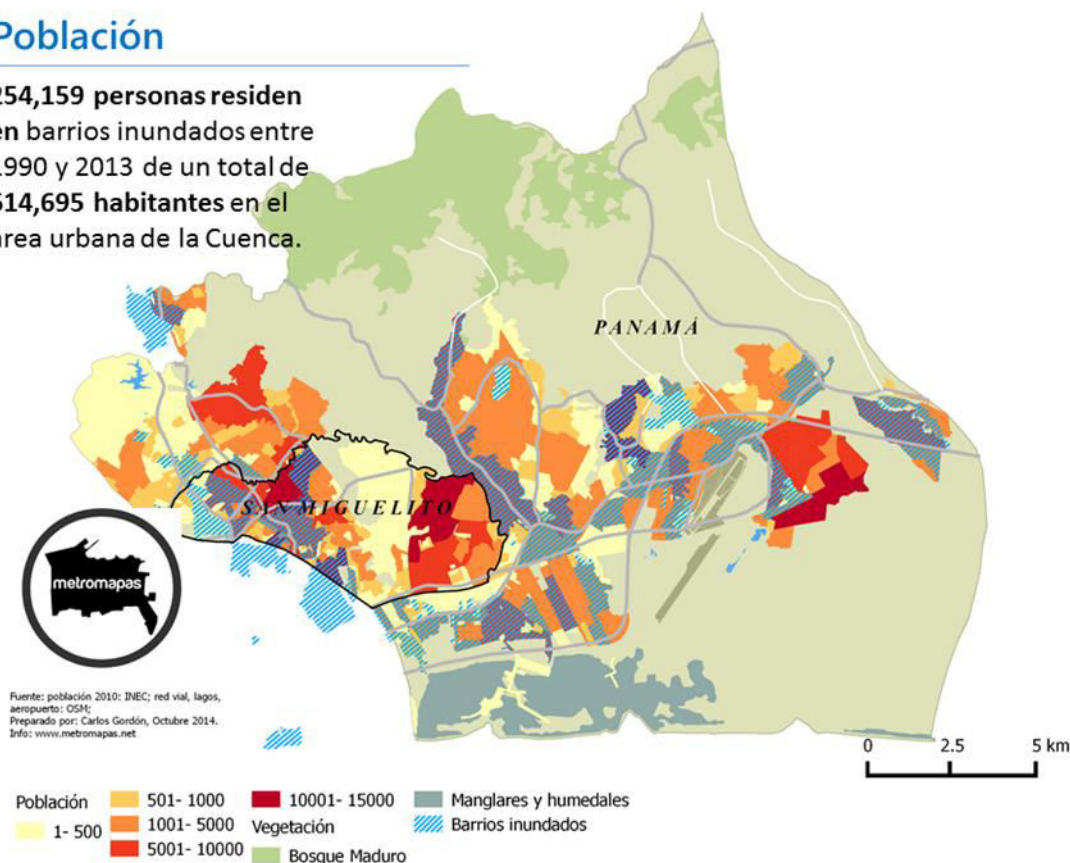 Población
254,159 personas residen
en barrios inundados entre
1990 y 2013 de un total de
514,695 habitantes en el
área urbana de la Cuenca.
PANAMÁ
SAN MIGUELITO
metromapas
Fuente: población 2010: INEC; red vial, lagos,
aeropuerto: OSM;
Preparado por: Carlos Gordón, Octubre 2014.
Info: www.metromapas.net
0 2.5 5 km
Población
1- 500
501- 1000
1001- 5000
5001- 10000
10001- 15000
Vegetación
Bosque Maduro
Manglares y humedales
Barrios inundados